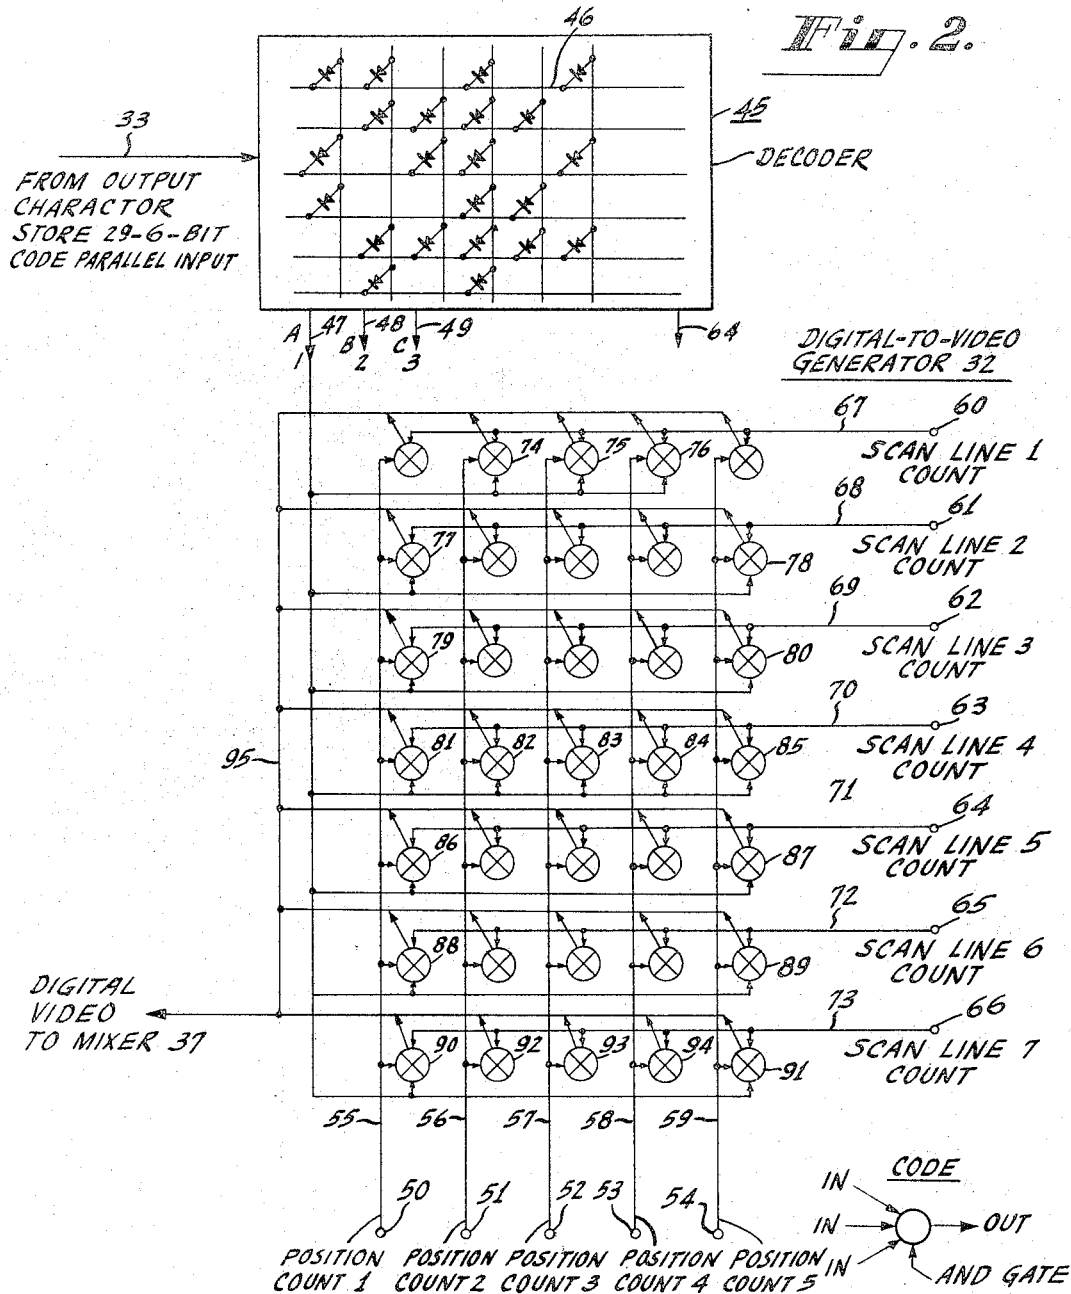 Fig. 2.
46
33
45
DECODER
FROM OUTPUT
CHARACTOR
STORE 29-6-BIT
CODE PARALLEL INPUT
A
47
48
49
64
B
C
1
2
3
DIGITAL-TO-VIDEO
GENERATOR 32
67
60
74
75
76
SCAN LINE 1
COUNT
68
61
77
78
SCAN LINE 2
COUNT
69
62
79
80
SCAN LINE 3
COUNT
70
63
95
81
82
83
84
85
SCAN LINE 4
COUNT
71
64
86
87
SCAN LINE 5
COUNT
72
65
88
89
SCAN LINE 6
COUNT
DIGITAL
VIDEO
TO MIXER 37
73
66
90
92
93
94
91
SCAN LINE 7
COUNT
55
56
57
58
59
50
51
52
53
54
POSITION
COUNT 1
POSITION
COUNT 2
POSITION
COUNT 3
POSITION
COUNT 4
POSITION
COUNT 5
CODE
IN
IN
IN
OUT
AND GATE